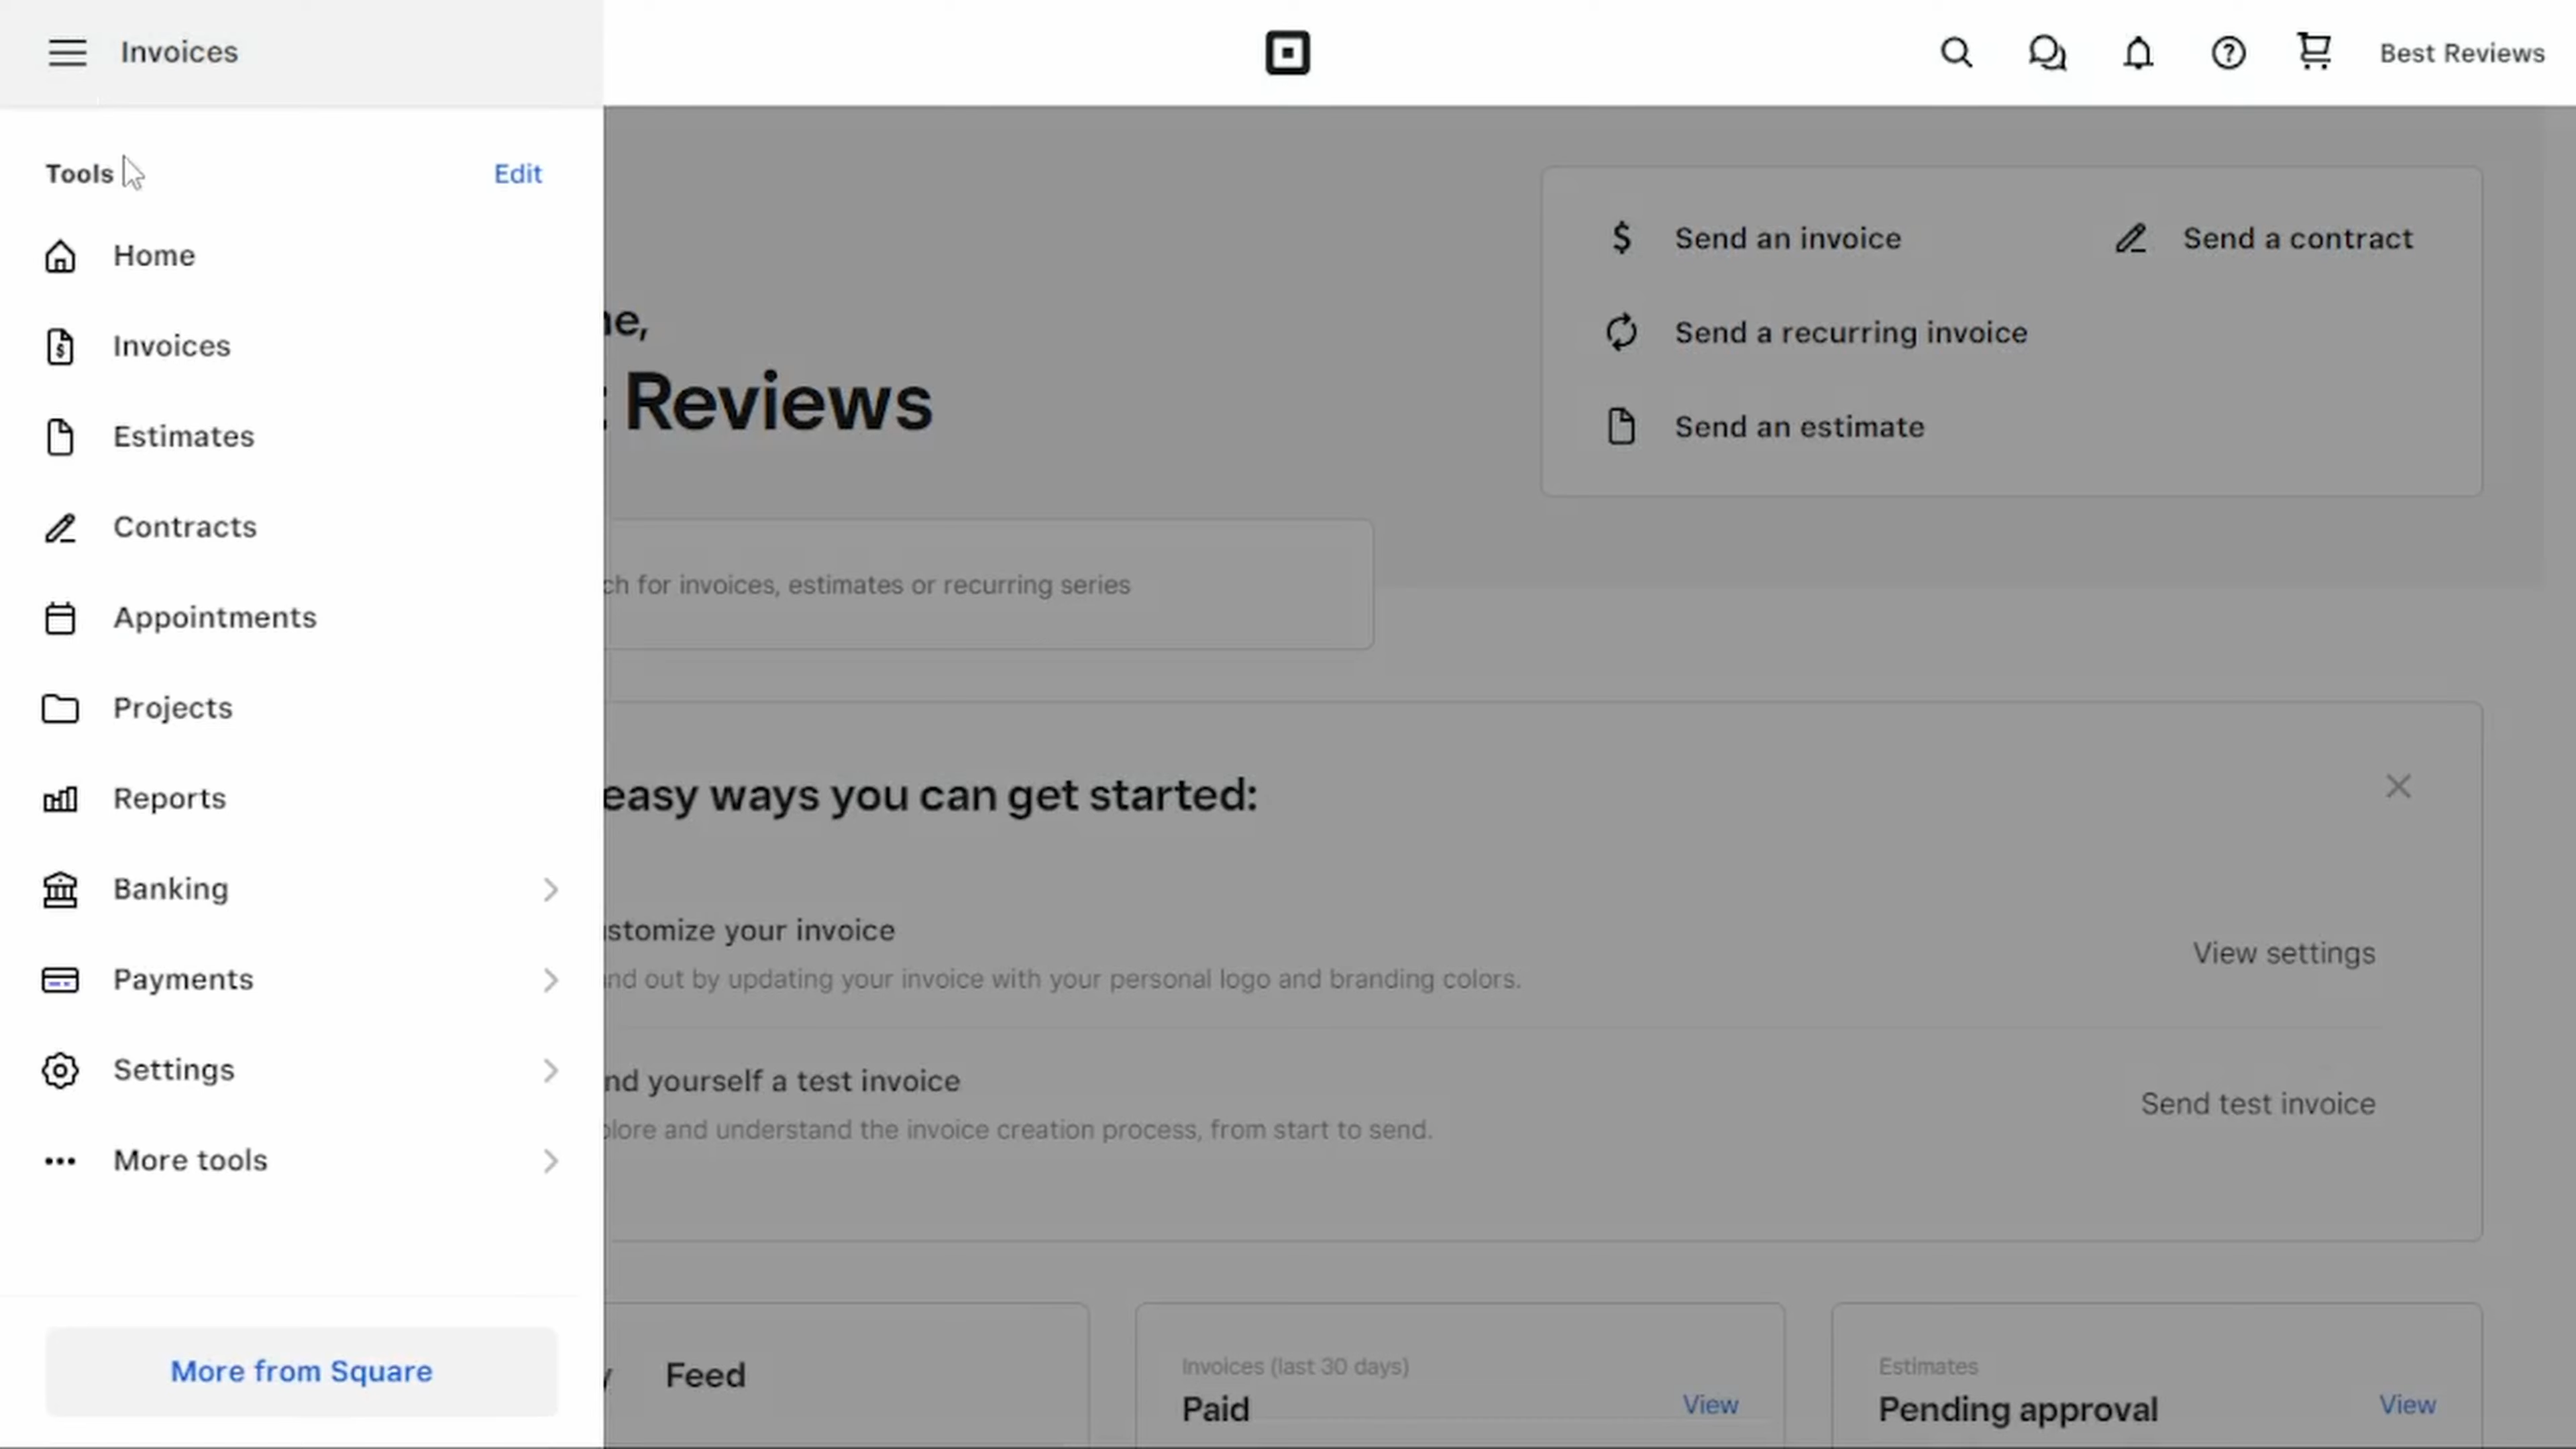 Invoices
Best Reviews
Tools
Edit
Home
Invoices
Estimates
Contracts
Appointments
Projects
Reports
Banking
Payments
Settings
More tools
More from Square
Send an invoice
Send a contract
Send a recurring invoice
Send an estimate
Reviews
ch for invoices, estimates or recurring series
easy ways you can get started:
stomize your invoice
View settings
nd out by updating your invoice with your personal logo and branding colors.
nd yourself a test invoice
Send test invoice
lore and understand the invoice creation process, from start to send.
Feed
Invoices (last 30 days)
Paid
View
Estimates
Pending approval
View